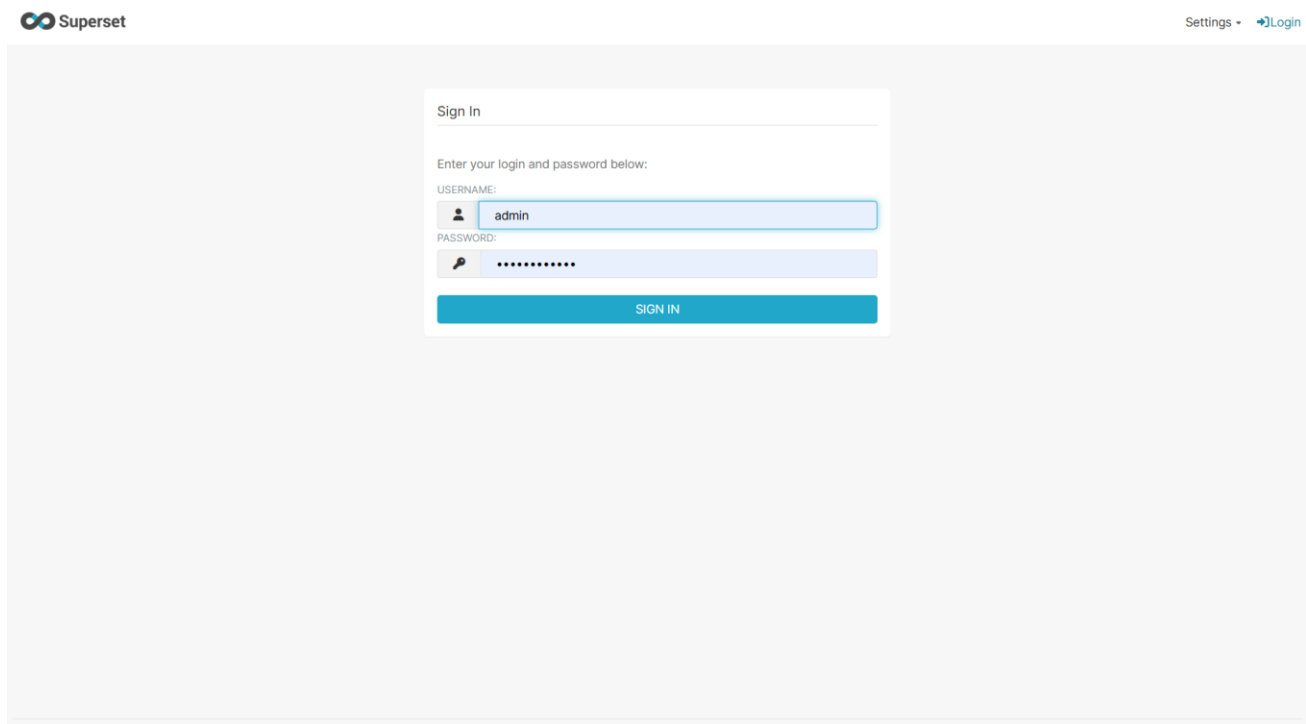 Superset
Settings Login
Sign In
Enter your login and password below:
USERNAME:
admin
PASSWORD:
••••••••••••
SIGN IN